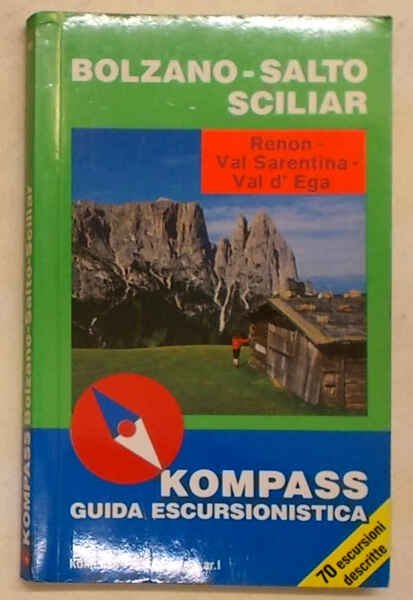 BOLZANO - SALTO
SCILIAR
Renon -
Val Sarentina -
Val d' Ega
KOMPASS
GUIDA ESCURSIONISTICA
70 escursioni
descritte
KOMPASS Bolzano-Salto-Sciliar